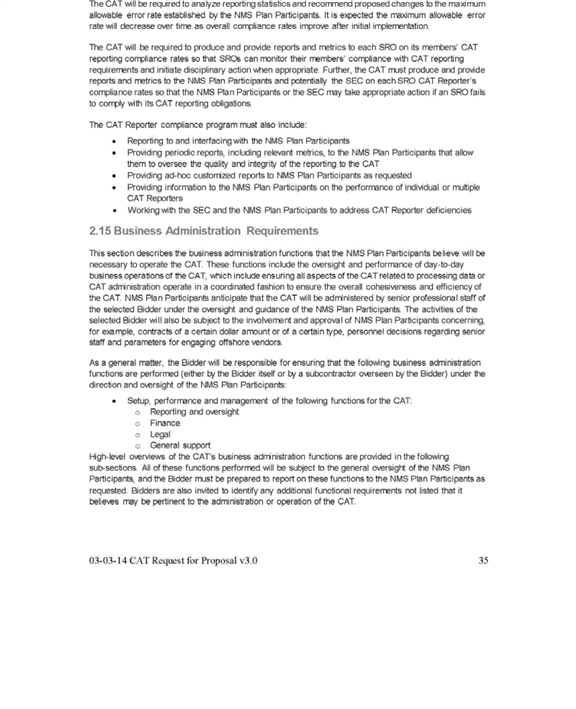 The CAT will be required to analyze reporting statistics and recommend proposed changes to the maximum
allowable error rate established by the NMS Plan Participants. It is expected the maximum allowable error
rate will decrease over time as overall compliance rates improve after initial implementation.
The CAT will be required to produce and provide reports and metrics to each SRO on its members' CAT
reporting compliance rates so that SROs can monitor their members' compliance with CAT reporting
requirements and initiate disciplinary action when appropriate. Further, the CAT must produce and provide
reports and metrics to the NMS Plan Participants and potentially the SEC on each SRO CAT Reporter's
compliance rates so that the NMS Plan Participants or the SEC may take appropriate action if an SRO fails
to comply with its CAT reporting obligations.
The CAT Reporter compliance program must also include:
• Reporting to and interfacing with the NMS Plan Participants
• Providing periodic reports, including relevant metrics, to the NMS Plan Participants that allow
them to oversee the quality and integrity of the reporting to the CAT
• Providing ad-hoc customized reports to NMS Plan Participants as requested
• Providing information to the NMS Plan Participants on the performance of individual or multiple
CAT Reporters
• Working with the SEC and the NMS Plan Participants to address CAT Reporter deficiencies
2.15 Business Administration Requirements
This section describes the business administration functions that the NMS Plan Participants believe will be
necessary to operate the CAT. These functions include the oversight and performance of day-to-day
business operations of the CAT, which include ensuring all aspects of the CAT related to processing data or
CAT administration operate in a coordinated fashion to ensure the overall cohesiveness and efficiency of
the CAT. NMS Plan Participants anticipate that the CAT will be administered by senior professional staff of
the selected Bidder under the oversight and guidance of the NMS Plan Participants. The activities of the
selected Bidder will also be subject to the involvement and approval of NMS Plan Participants concerning,
for example, contracts of a certain dollar amount or of a certain type, personnel decisions regarding senior
staff and parameters for engaging offshore vendors.
As a general matter, the Bidder will be responsible for ensuring that the following business administration
functions are performed (either by the Bidder itself or by a subcontractor overseen by the Bidder) under the
direction and oversight of the NMS Plan Participants:
• Setup, performance and management of the following functions for the CAT:
o Reporting and oversight
o Finance
o Legal
o General support
High-level overviews of the CAT's business administration functions are provided in the following
sub-sections. All of these functions performed will be subject to the general oversight of the NMS Plan
Participants, and the Bidder must be prepared to report on these functions to the NMS Plan Participants as
requested. Bidders are also invited to identify any additional functional requirements not listed that it
believes may be pertinent to the administration or operation of the CAT.
03-03-14 CAT Request for Proposal v3.0 35